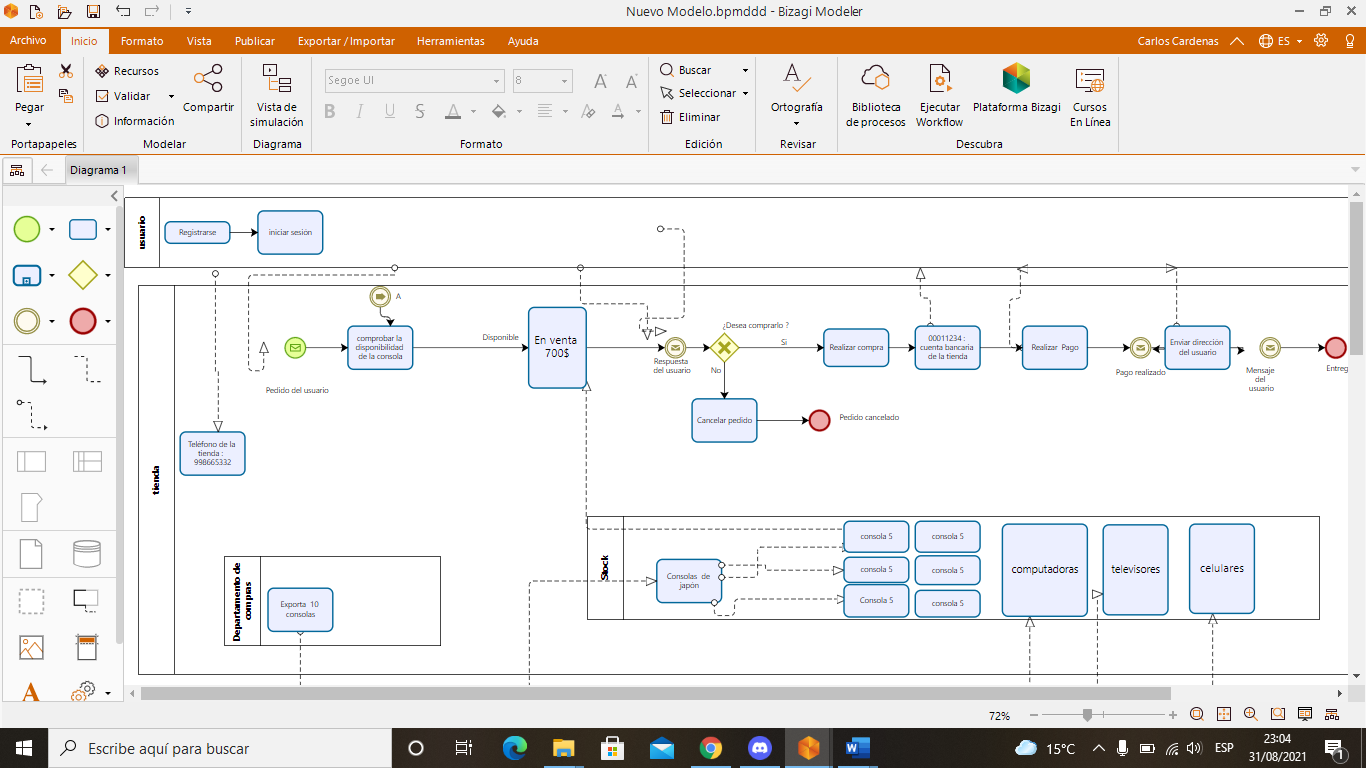 Nuevo Modelo.bpmddd - Bizagi Modeler
Archivo
Inicio
Formato
Vista
Publicar
Exportar / Importar
Herramientas
Ayuda
Carlos Cardenas
ES
Pegar
Portapapeles
Recursos
Validar
Información
Compartir
Modelar
Vista de
simulación
Diagrama
Segoe UI
8
B
I
U
S
A
Formato
Buscar
Seleccionar
Eliminar
Edición
Ortografía
Revisar
Biblioteca
de procesos
Ejecutar
Workflow
Plataforma Bizagi
Cursos
En Línea
Descubra
Diagrama 1
usuario
Registrarse
iniciar sesión
tienda
A
Pedido del usuario
comprobar la
disponibilidad
de la consola
Disponible
En venta
700$
Respuesta
del usuario
¿Desea comprarlo ?
Si
No
Realizar compra
00011234 :
cuenta bancaria
de la tienda
Realizar Pago
Pago realizado
Enviar dirección
del usuario
Mensaje
del
usuario
Entreg
Cancelar pedido
Pedido cancelado
Teléfono de la
tienda :
998665332
Departamento de
compras
Exporta 10
consolas
Stock
Consolas de
japón
consola 5
consola 5
consola 5
consola 5
Consola 5
consola 5
computadoras
televisores
celulares
72%
Escribe aquí para buscar
15°C
ESP
23:04
31/08/2021
1